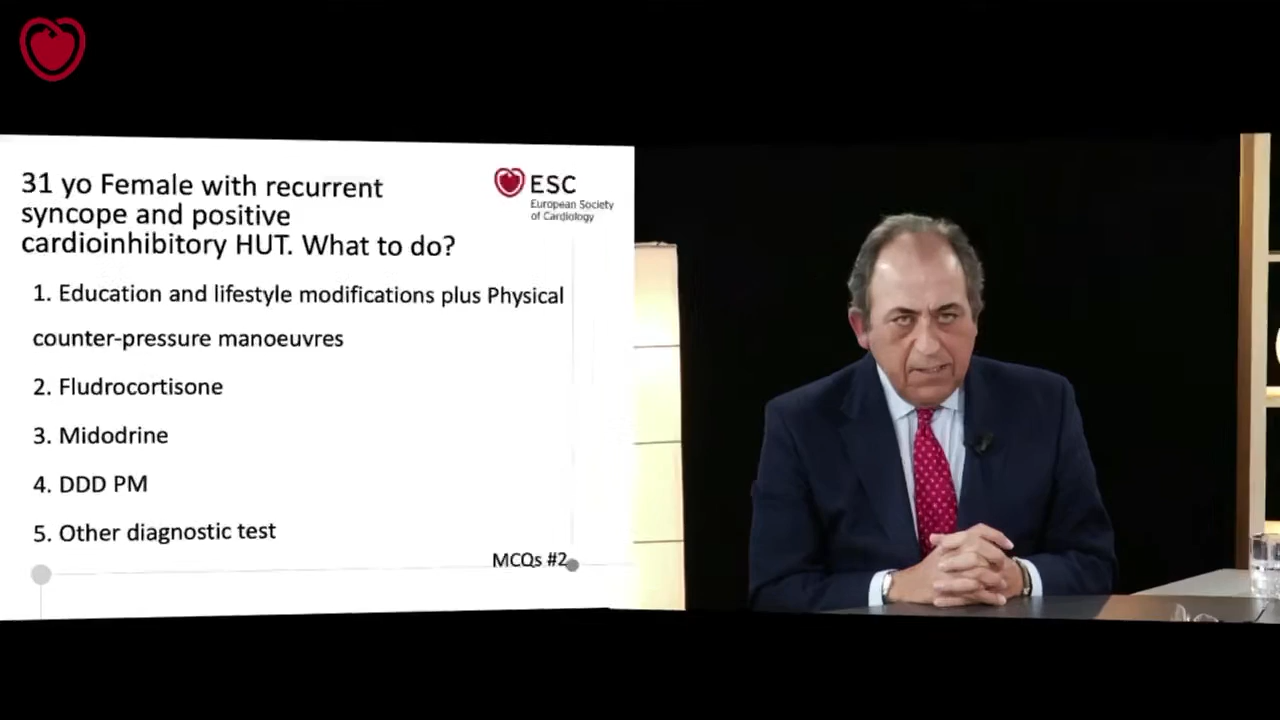 31 yo Female with recurrent
syncope and positive
cardioinhibitory HUT. What to do?
ESC
European Society
of Cardiology
1. Education and lifestyle modifications plus Physical
counter-pressure manoeuvres
2. Fludrocortisone
3. Midodrine
4. DDD PM
5. Other diagnostic test
MCQs #2